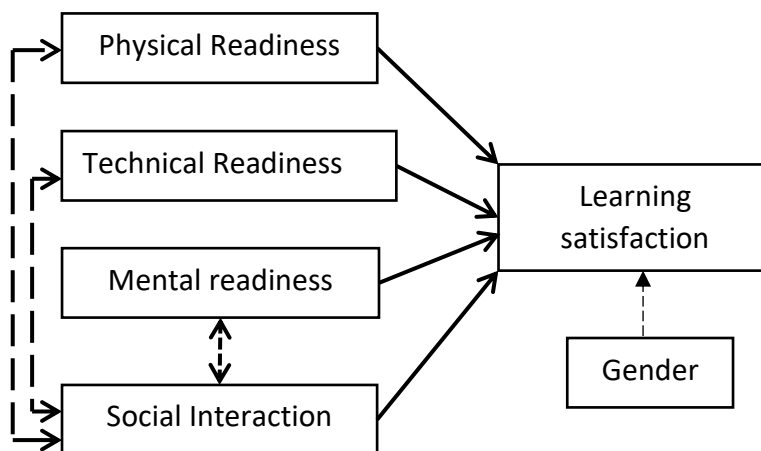 Physical Readiness
Technical Readiness
Mental readiness
Social Interaction
Learning
satisfaction
Gender